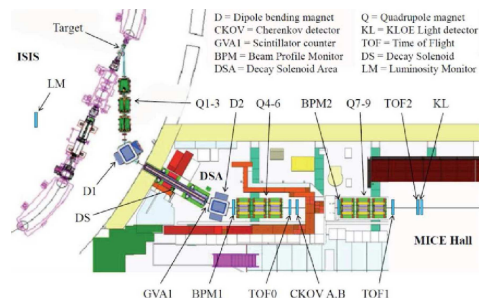 D = Dipole bending magnet
CKOV = Cherenkov detector
GVA1 = Scintillator counter
BPM = Beam Profile Monitor
DSA = Decay Solenoid Area
Q = Quadrupole magnet
KL = KLOE Light detector
TOF = Time of Flight
DS = Decay Solenoid
LM = Luminosity Monitor
Target
ISIS
LM
Q1-3
D2
Q4-6
BPM2
Q7-9
TOF2
KL
D1
DSA
DS
MICE Hall
GVA1
BPM1
TOF0
CKOV A,B
TOF1